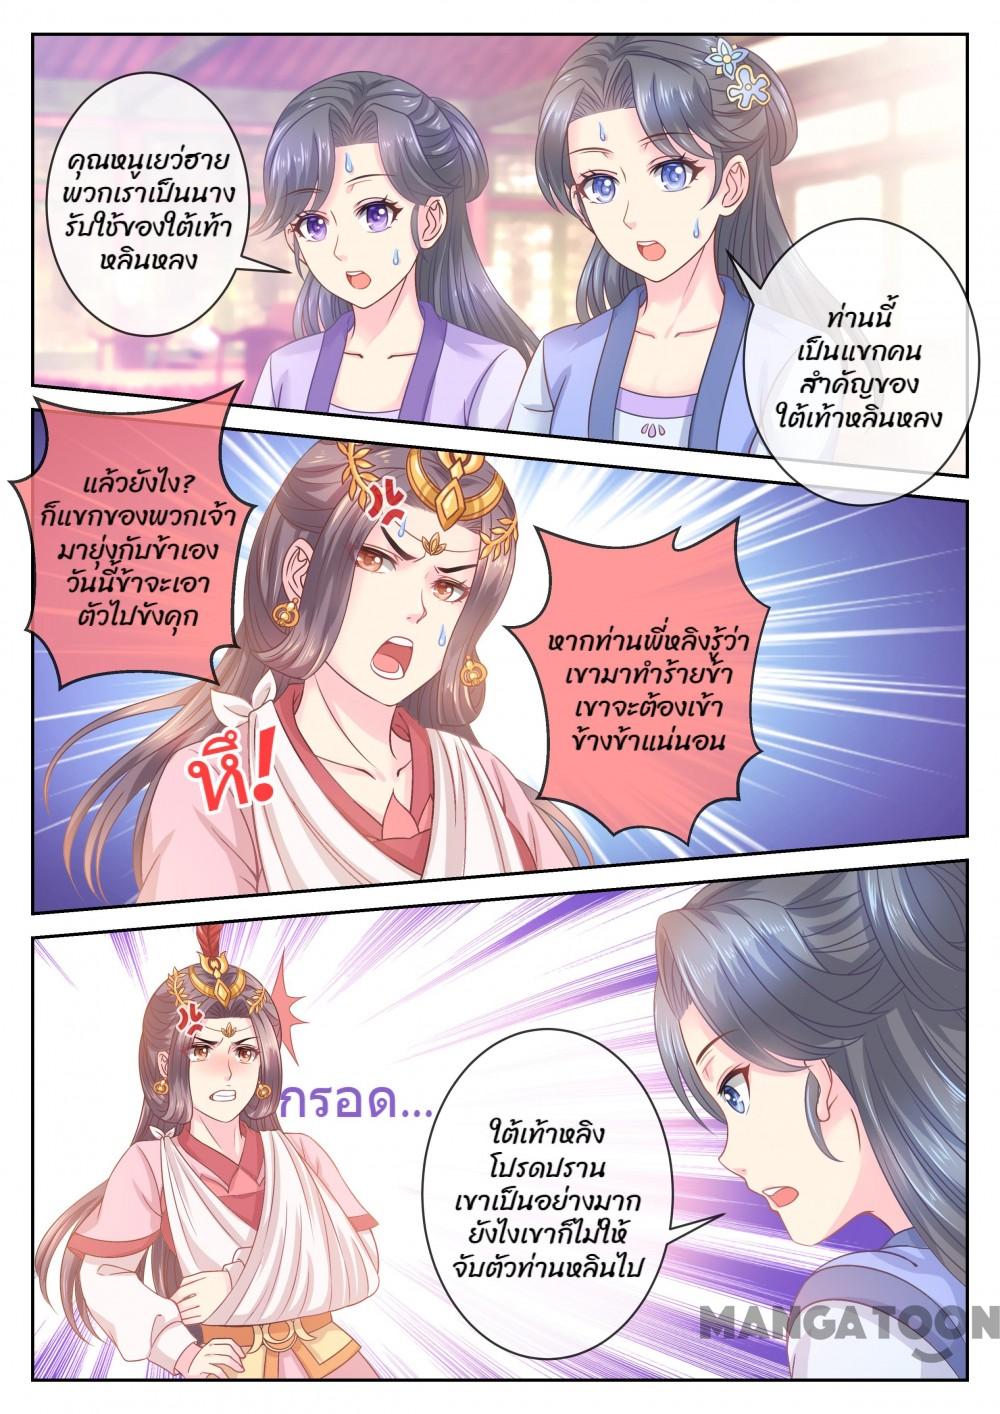 คุณหนูเยว่ฮาย
พวกเราเป็นนาง
รับใช้ของใต้เท้า
หลินหลง
ท่านนี้
เป็นแขกคน
สำคัญของ
ใต้เท้าหลินหลง
แล้วยังไง?
ก็แขกของพวกเจ้า
มายุ่งกับข้าเอง
วันนี้ข้าจะเอา
ตัวไปขังคุก
หากท่านพี่หลิงรู้ว่า
เขามาทำร้ายข้า
เขาจะต้องเข้า
ข้างข้าแน่นอน
หึ!
กรอด...
ใต้เท้าหลิง
โปรดปราน
เขาเป็นอย่างมาก
ยังไงเขาก็ไม่ให้
จับตัวท่านหลินไป
MANGATOON